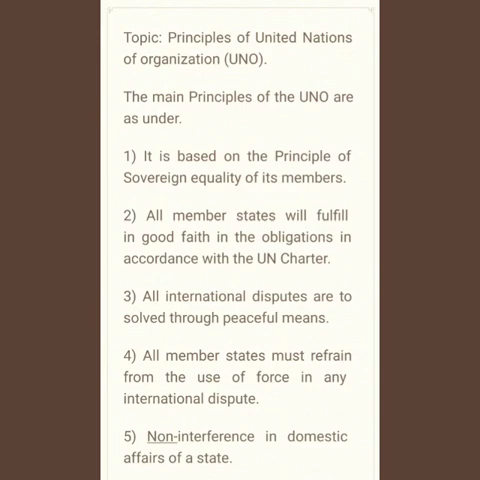 Topic: Principles of United Nations
of organization (UNO).
The main Principles of the UNO are
as under.
1) It is based on the Principle of
Sovereign equality of its members.
2) All member states will fulfill
in good faith in the obligations in
accordance with the UN Charter.
3) All international disputes are to
solved through peaceful means.
4) All member states must refrain
from the use of force in any
international dispute.
5) Non-interference in domestic
affairs of a state.